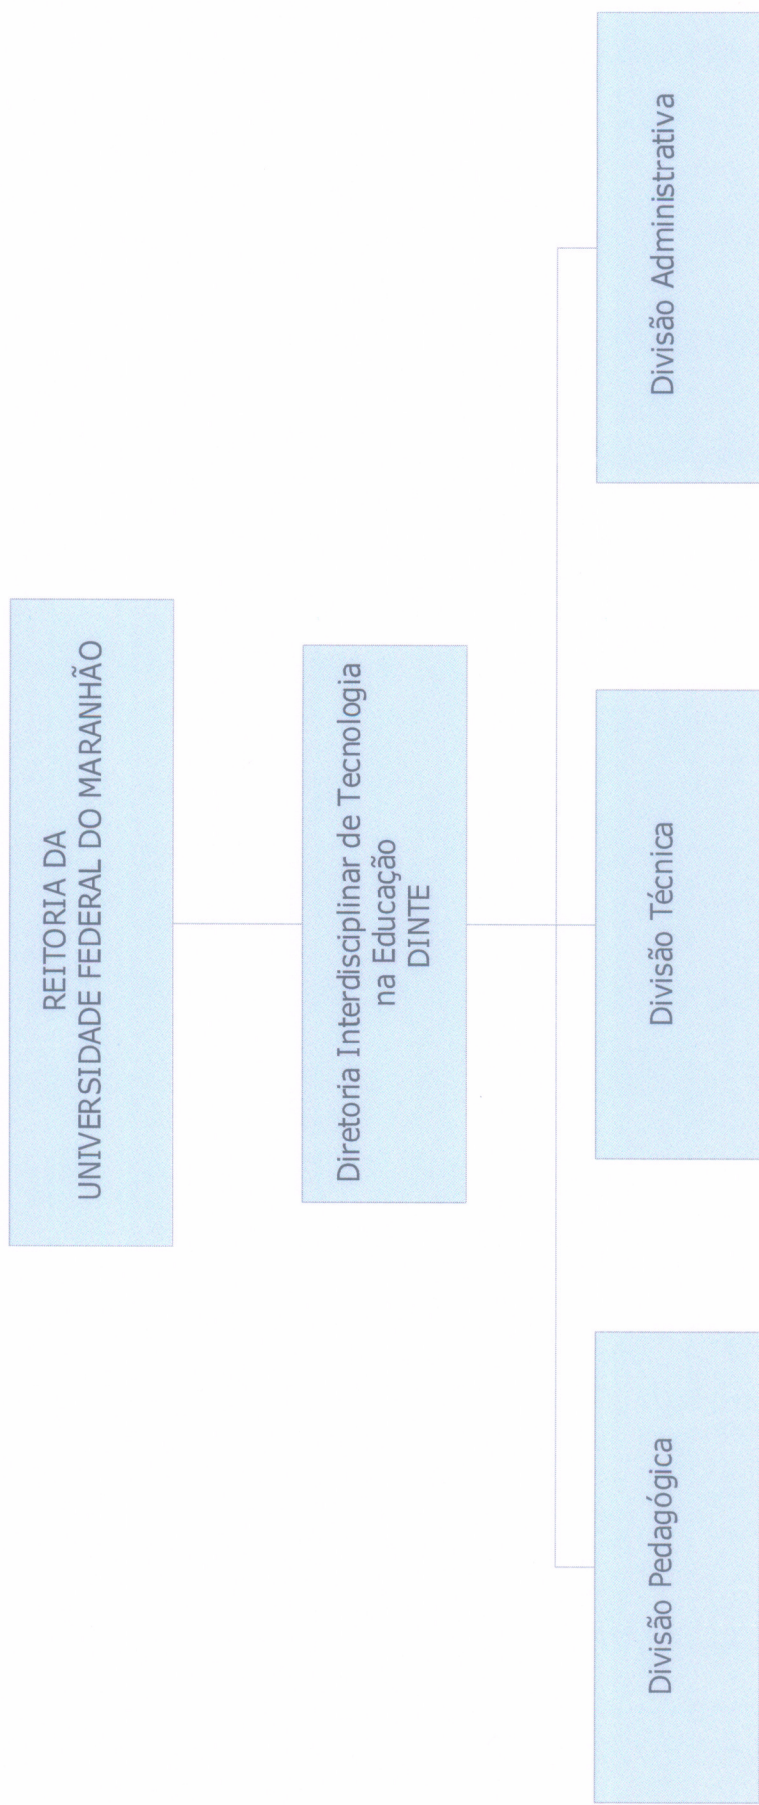 REITORIA DA
UNIVERSIDADE FEDERAL DO MARANHÃO
Diretoria Interdisciplinar de Tecnologia
na Educação
DINTE
Divisão Pedagógica
Divisão Técnica
Divisão Administrativa